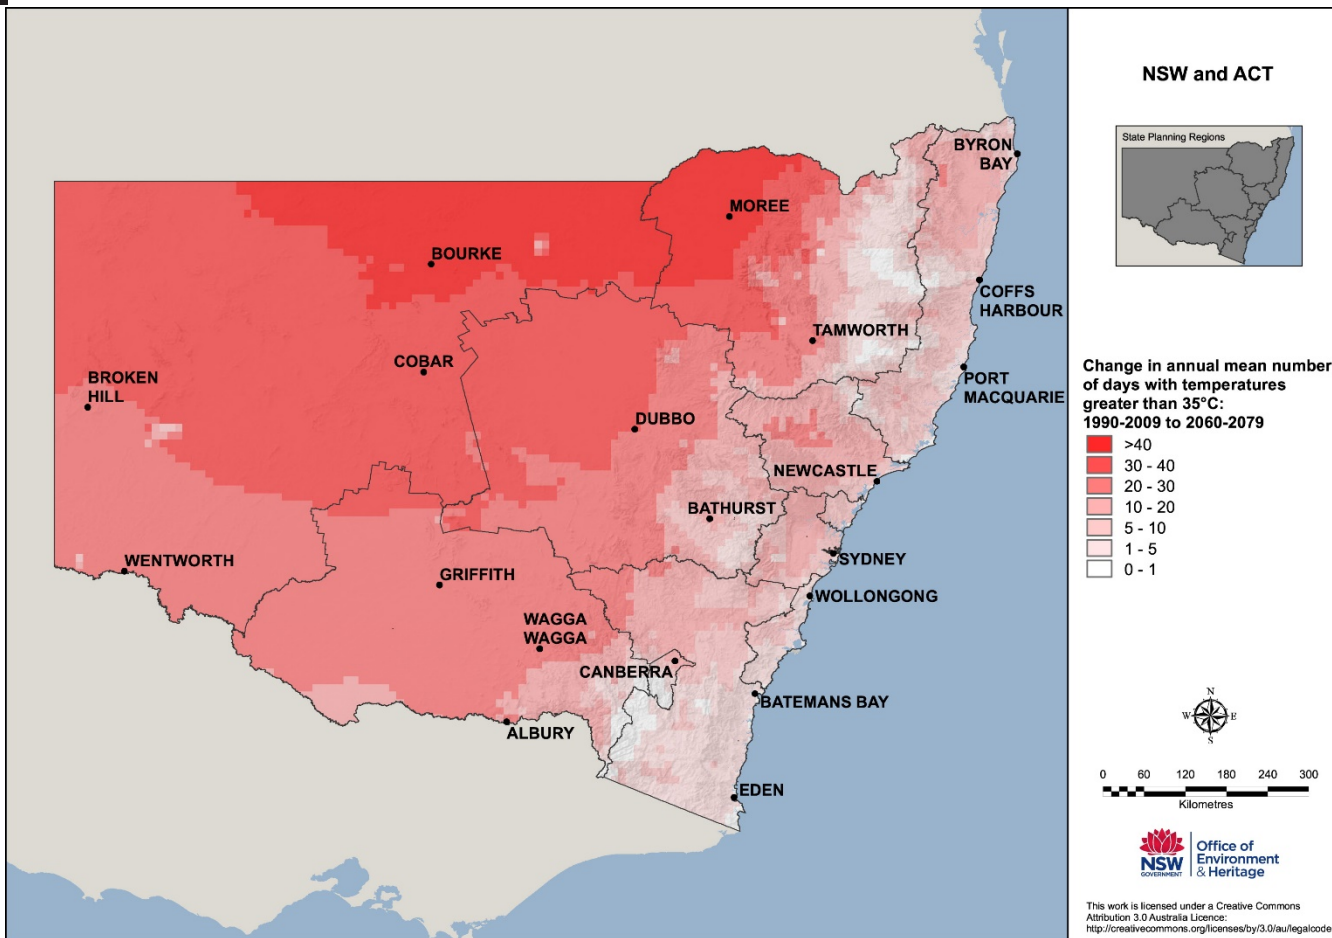 NSW and ACT
State Planning Regions
BYRON
BAY
MOREE
BOURKE
COFFS
HARBOUR
TAMWORTH
COBAR
BROKEN
HILL
PORT
MACQUARIE
DUBBO
NEWCASTLE
BATHURST
SYDNEY
WENTWORTH
GRIFFITH
WOLLONGONG
WAGGA
WAGGA
CANBERRA
BATEMANS BAY
ALBURY
EDEN
Change in annual mean number
of days with temperatures
greater than 35°C:
1990-2009 to 2060-2079
>40
30 - 40
20 - 30
10 - 20
5 - 10
1 - 5
0 - 1
N
W E
S
0 60 120 180 240 300
Kilometres
NSW
GOVERNMENT
Office of
Environment
& Heritage
This work is licensed under a Creative Commons
Attribution 3.0 Australia Licence:
http://creativecommons.org/licenses/by/3.0/au/legalcode